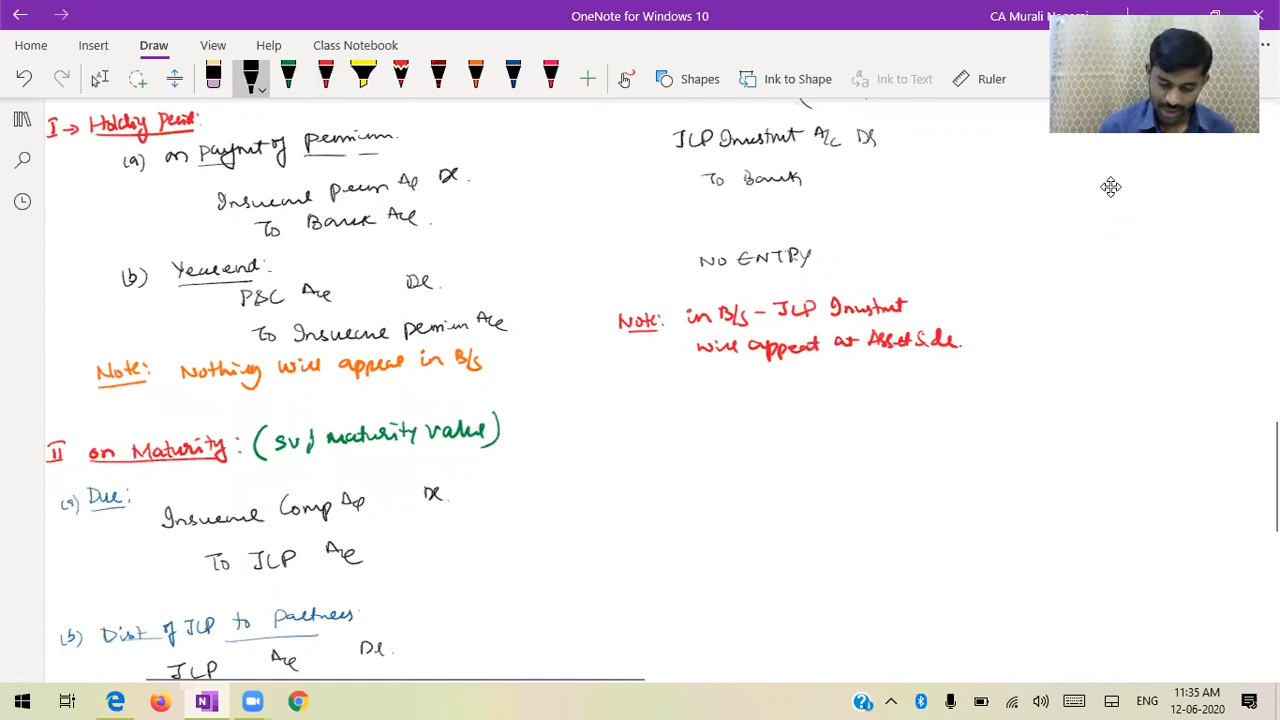 OneNote for Windows 10
CA Murali
Home Insert Draw View Help Class Notebook
Shapes Ink to Shape Ink to Text Ruler
I → Holding Period:
(a) on payment of premium.
Insurance premium A/c Dr.
To Bank A/c.
(b) Year end:
P&L A/c Dr.
To Insurance premium A/c
Note: Nothing will appear in B/s
II on Maturity: (SV / maturity value)
(a) Due:
Insurance Comp A/c Dr.
To JLP A/c
(b) Dist of JLP to Partners:
JLP A/c Dr.
JLP Investment A/c Dr
To Bank
NO ENTRY
Note: in B/s - JLP Investment
will appear at Asset Side.
ENG
11:35 AM
12-06-2020